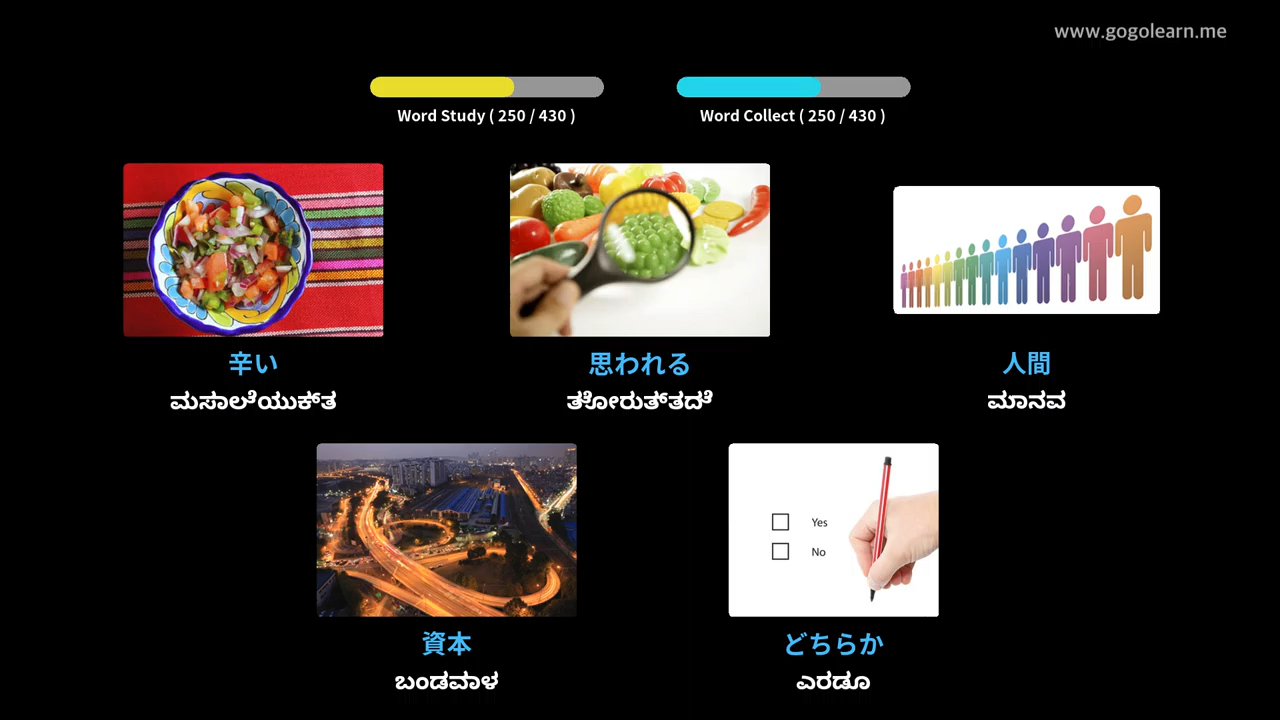 www.gogolearn.me
Word Study ( 250 / 430 )
Word Collect ( 250 / 430 )
辛い
ಮಸಾಲೆಯುಕ್ತ
思われる
ತೋರುತ್ತದೆ
人間
ಮಾನವ
Yes
No
資本
ಬಂಡವಾಳ
どちらか
ಎರಡೂ